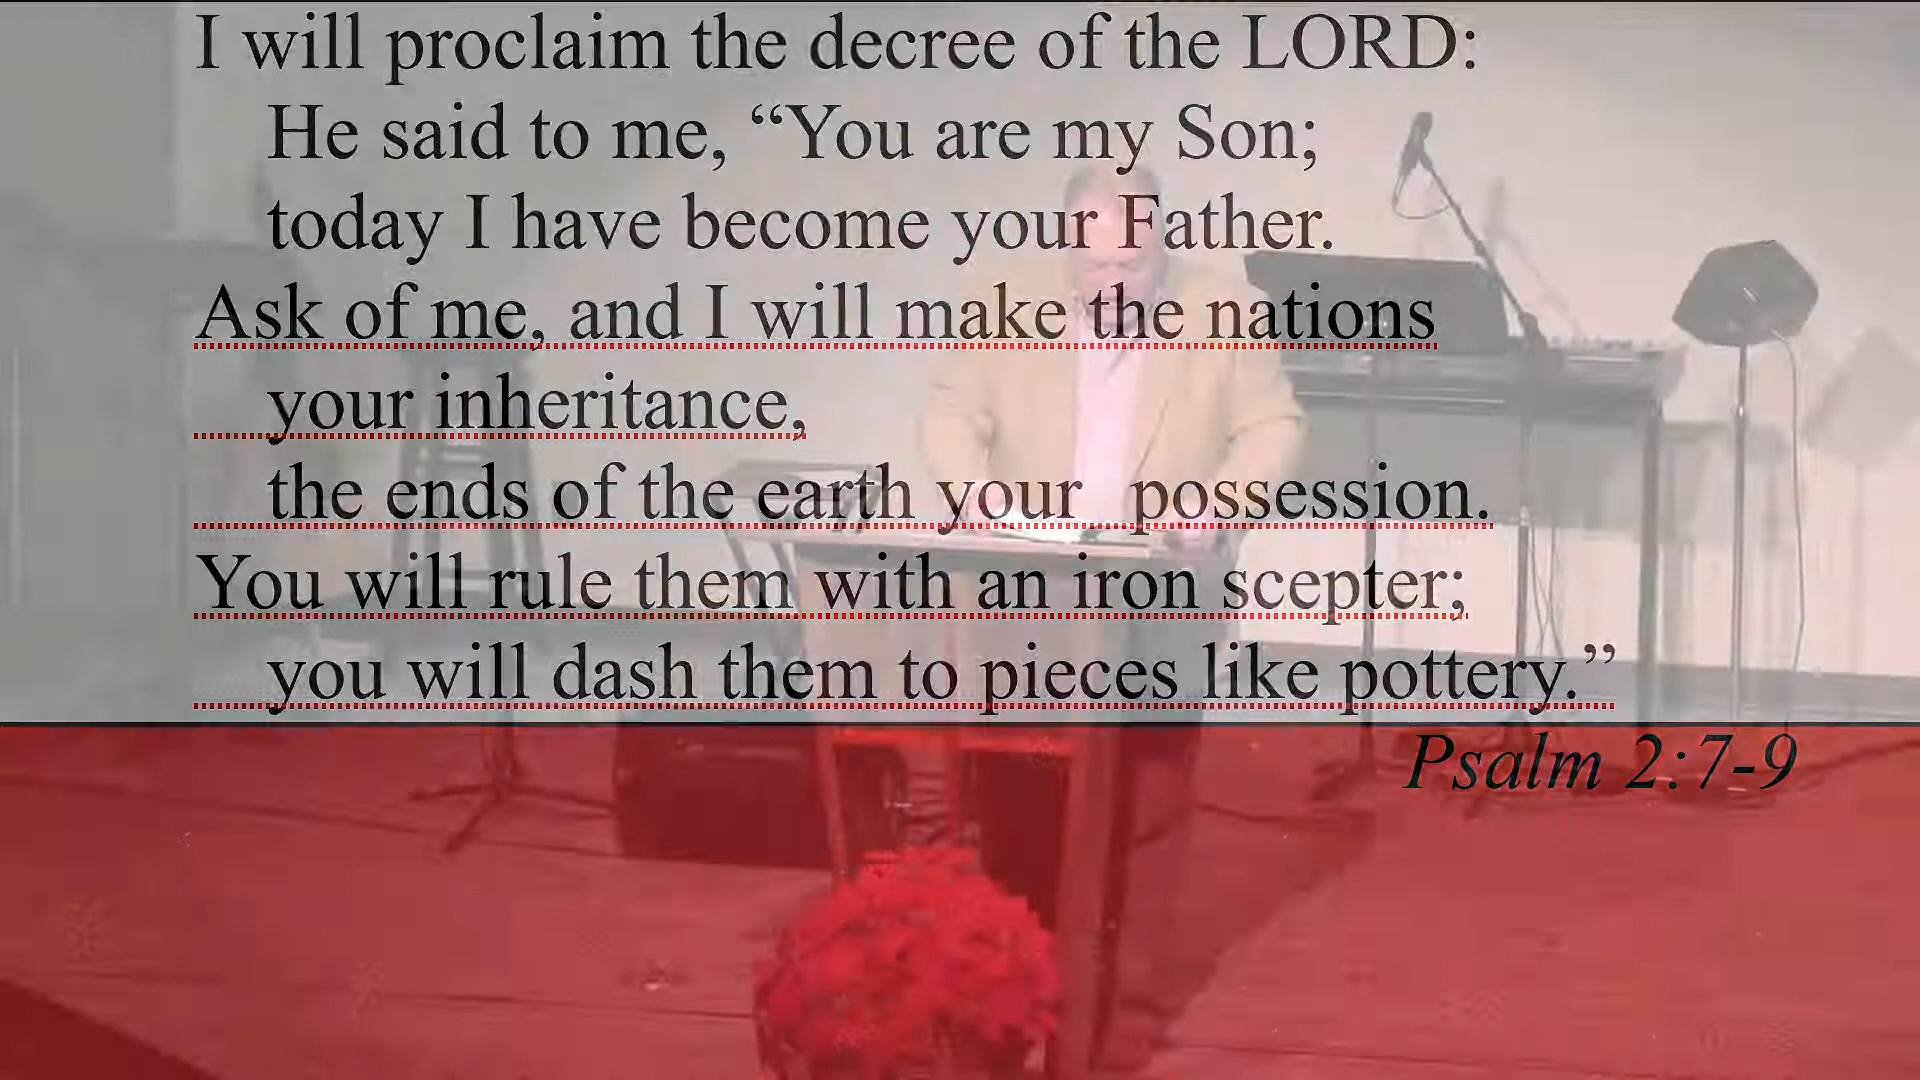 I will proclaim the decree of the LORD:
He said to me, “You are my Son;
today I have become your Father.
Ask of me, and I will make the nations
your inheritance,
the ends of the earth your possession.
You will rule them with an iron scepter;
you will dash them to pieces like pottery.”
Psalm 2:7-9